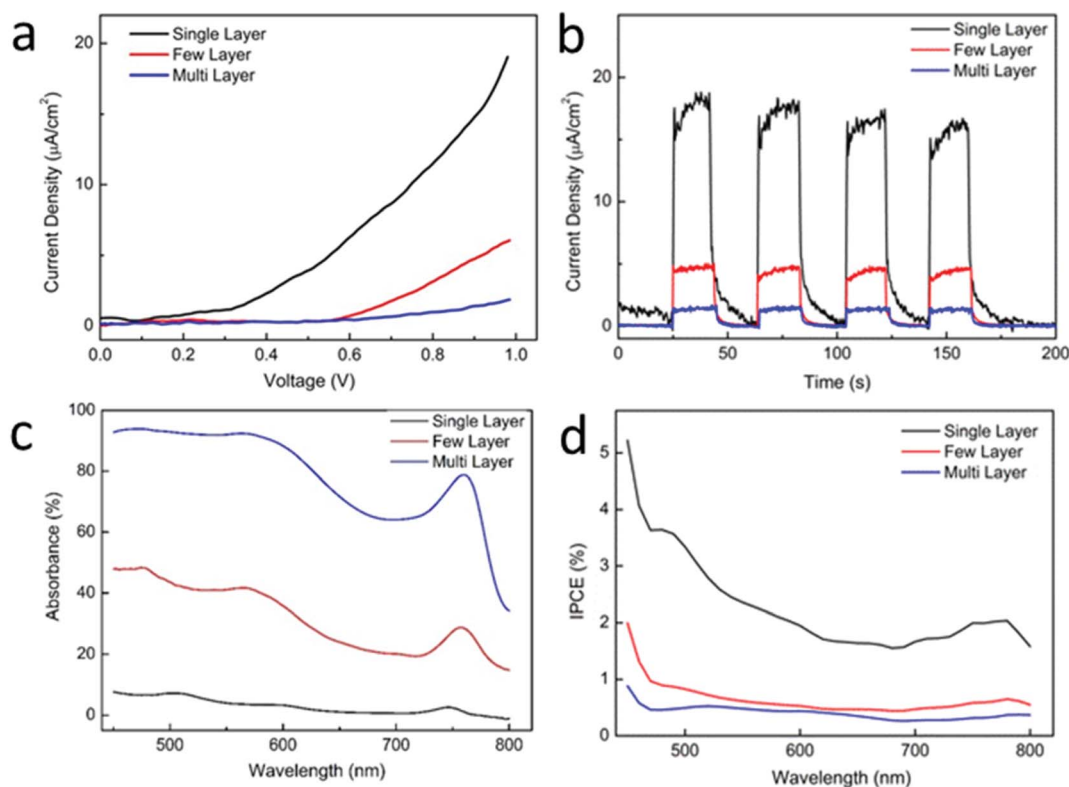 a
Single Layer
Few Layer
Multi Layer
20
10
0
Current Density (μA/cm²)
0.0 0.2 0.4 0.6 0.8 1.0
Voltage (V)
b
Single Layer
Few Layer
Multi Layer
20
10
0
Current Density (μA/cm²)
0 50 100 150 200
Time (s)
c
Single Layer
Few Layer
Multi Layer
100
80
60
40
20
0
Absorbance (%)
500 600 700 800
Wavelength (nm)
d
Single Layer
Few Layer
Multi Layer
5
4
3
2
1
0
IPCE (%)
500 600 700 800
Wavelength (nm)